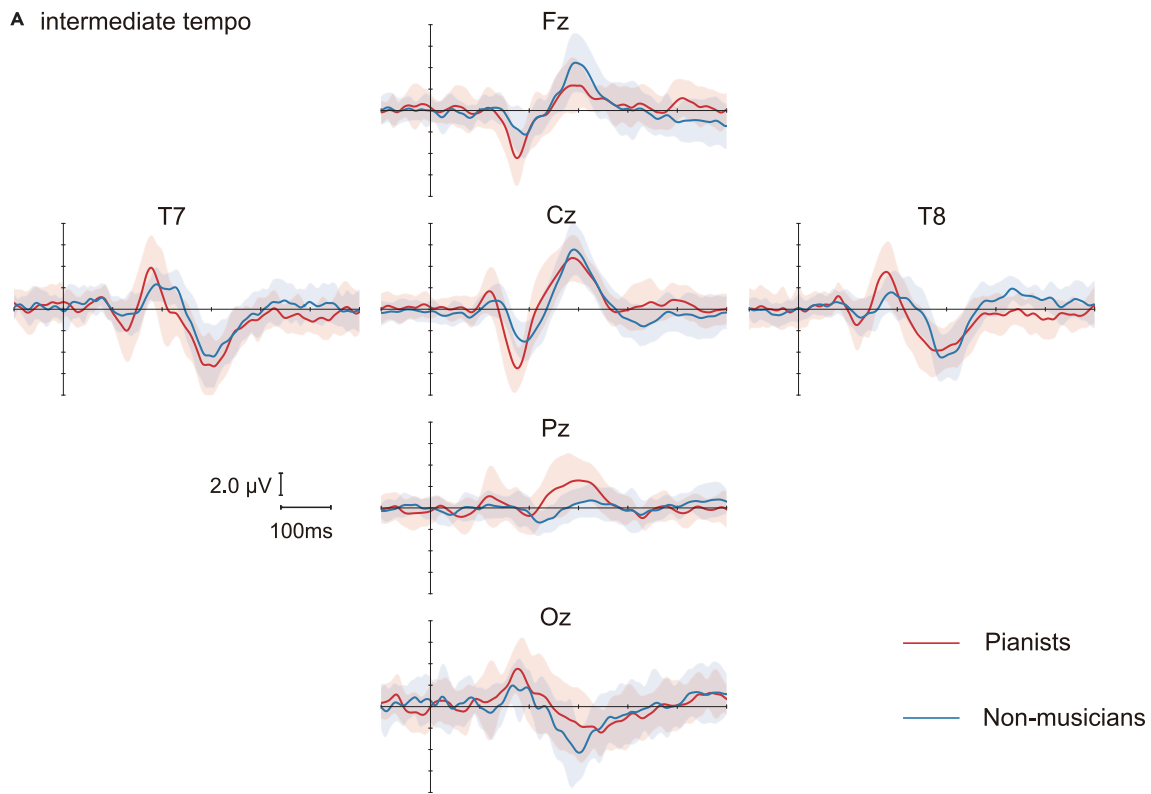 A intermediate tempo
Fz
T7
Cz
T8
Pz
2.0 µV
100ms
Oz
Pianists
Non-musicians